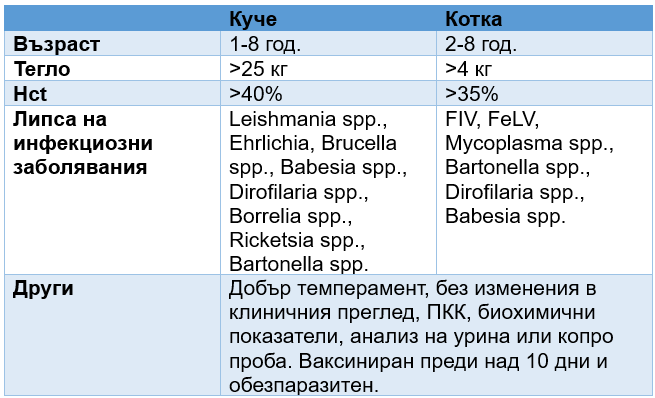 Куче Котка
Възраст 1-8 год. 2-8 год.
Тегло >25 кг >4 кг
Hct >40% >35%
Липса на инфекциозни заболявания
Leishmania spp.,
Ehrlichia, Brucella
spp., Babesia spp.,
Dirofilaria spp.,
Borrelia spp.,
Ricketsia spp.,
Bartonella spp.
FIV, FeLV,
Mycoplasma spp.,
Bartonella spp.,
Dirofilaria spp.,
Babesia spp.
Други
Добър темперамент, без изменения в
клиничния преглед, ПКК, биохимични
показатели, анализ на урина или копро
проба. Ваксиниран преди над 10 дни и
обезпаразитен.